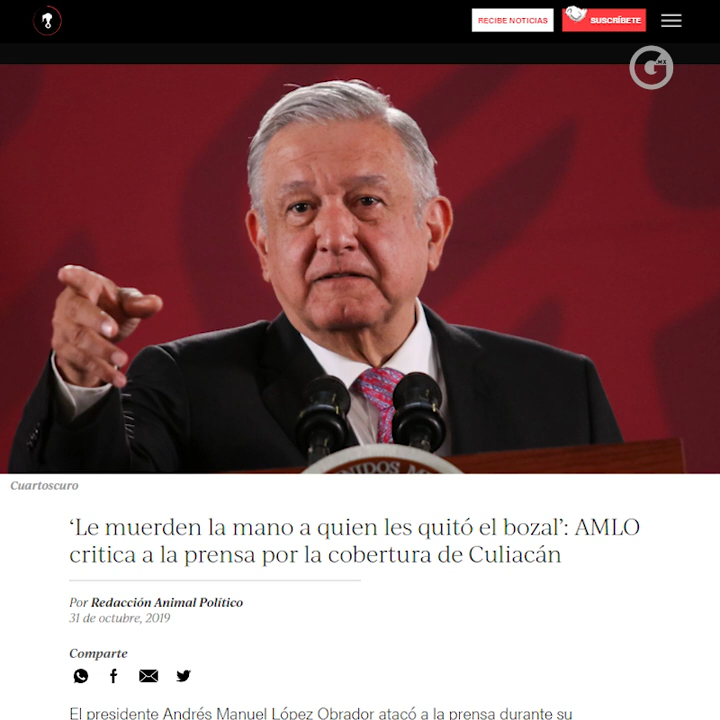 RECIBE NOTICIAS
SUSCRÍBETE
G.MX
Cuartoscuro
‘Le muerden la mano a quien les quitó el bozal’: AMLO
critica a la prensa por la cobertura de Culiacán
Por Redacción Animal Político
31 de octubre, 2019
Comparte
El presidente Andrés Manuel López Obrador atacó a la prensa durante su